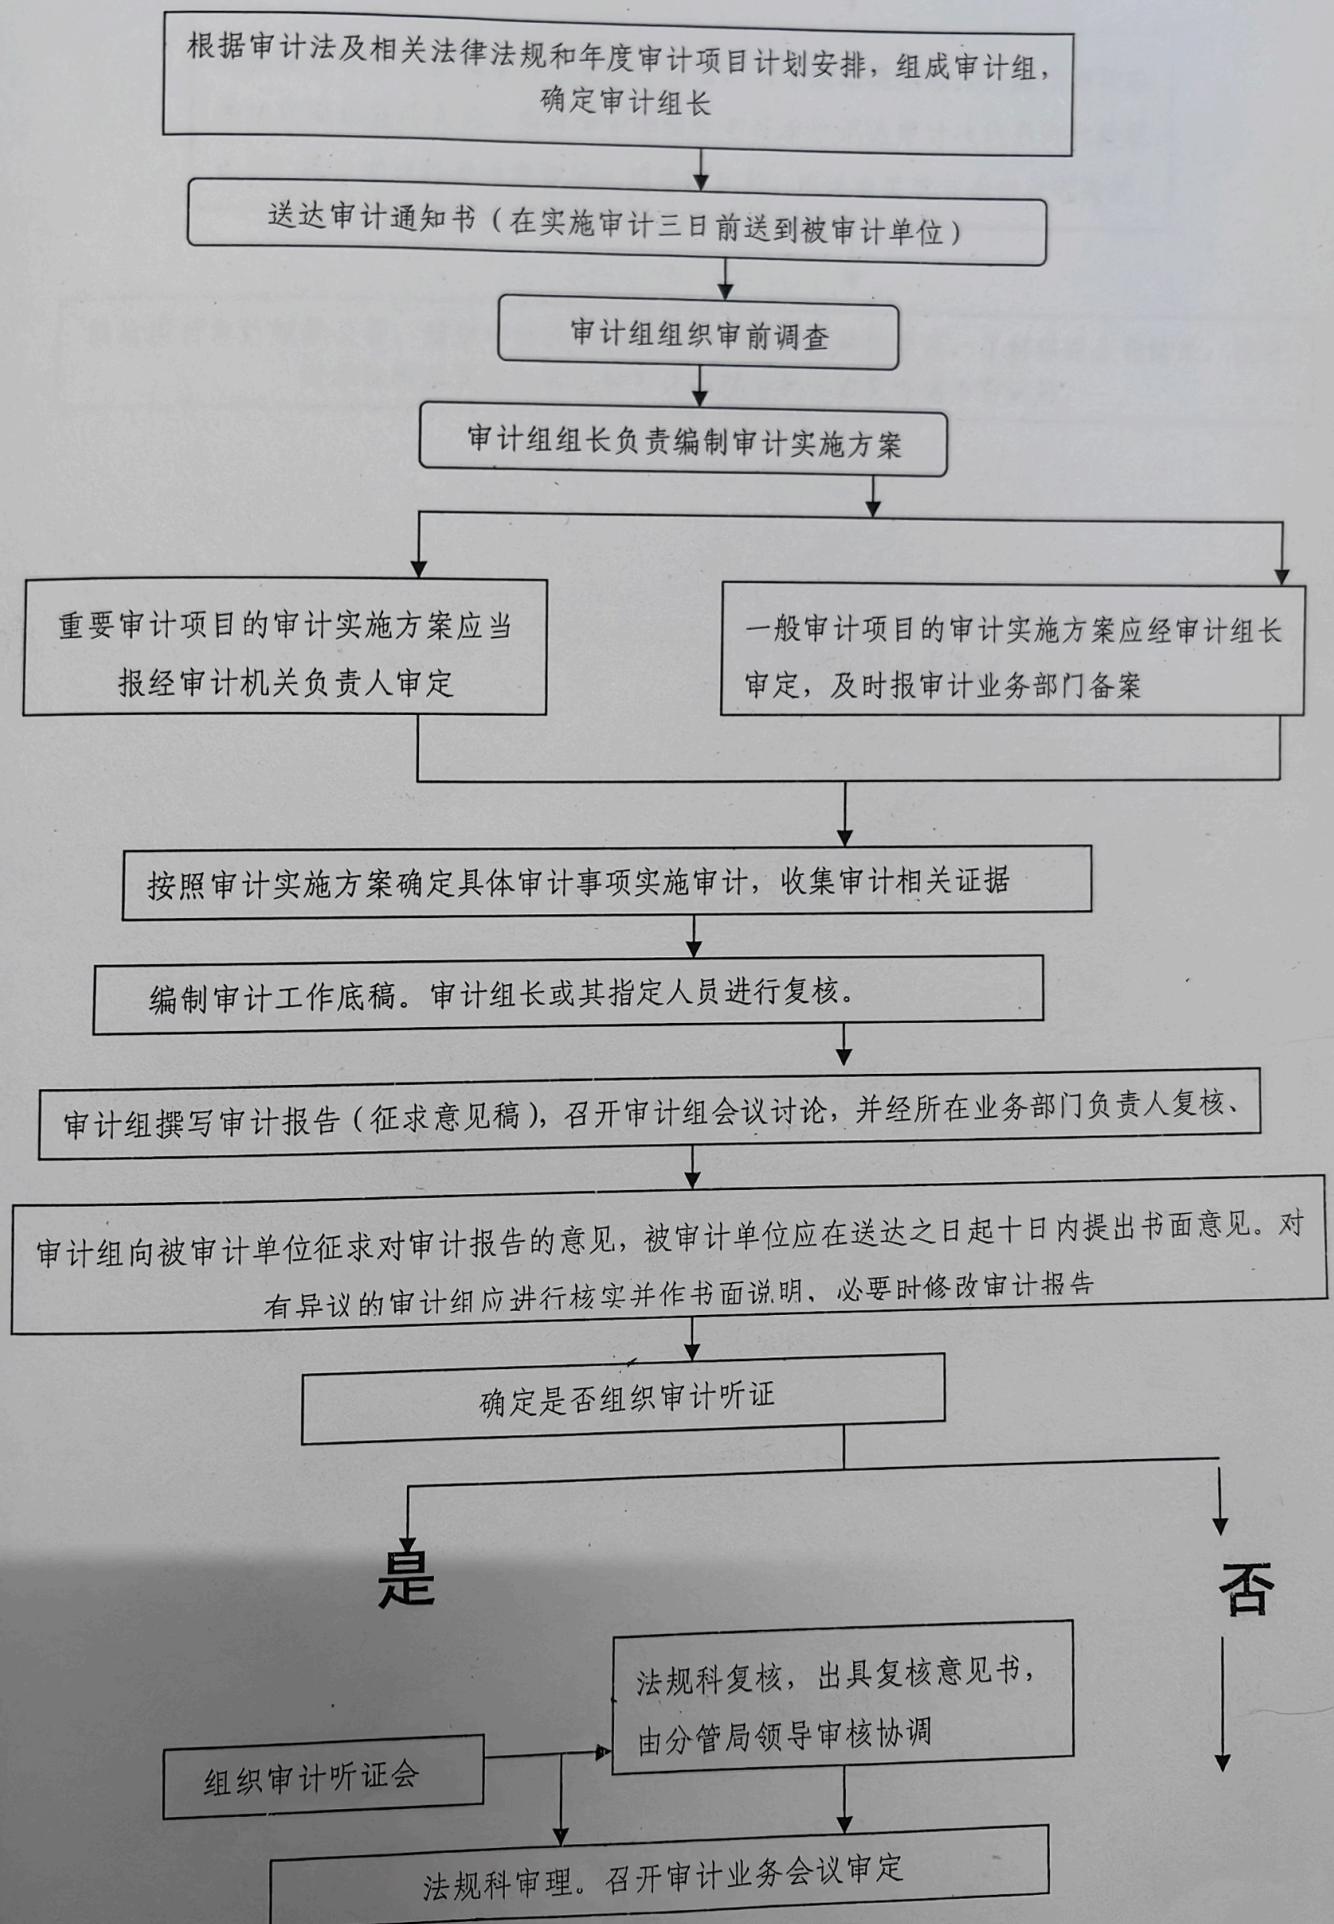 根据审计法及相关法律法规和年度审计项目计划安排，组成审计组，
确定审计组长
送达审计通知书（在实施审计三日前送到被审计单位）
审计组组织审前调查
审计组组长负责编制审计实施方案
重要审计项目的审计实施方案应当
报经审计机关负责人审定
一般审计项目的审计实施方案应经审计组长
审定，及时报审计业务部门备案
按照审计实施方案确定具体审计事项实施审计，收集审计相关证据
编制审计工作底稿。审计组长或其指定人员进行复核。
审计组撰写审计报告（征求意见稿），召开审计组会议讨论，并经所在业务部门负责人复核、
审计组向被审计单位征求对审计报告的意见，被审计单位应在送达之日起十日内提出书面意见。对
有异议的审计组应进行核实并作书面说明、必要时修改审计报告
确定是否组织审计听证
是
否
法规科复核，出具复核意见书，
由分管局领导审核协调
组织审计听证会
法规科审理。召开审计业务会议审定